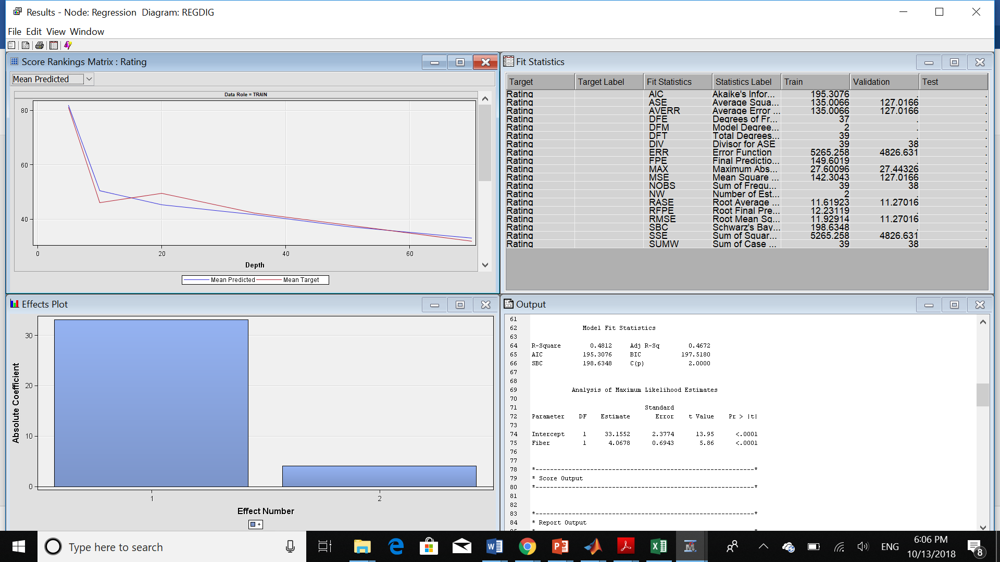 Results - Node: Regression Diagram: REGDIG
File Edit View Window
Score Rankings Matrix : Rating
Mean Predicted
Data Role = TRAIN
80
60
40
0 20 40 60
Depth
Mean Predicted Mean Target
Fit Statistics
Target Target Label Fit Statistics Statistics Label Train Validation Test
Rating AIC Akaike's Infor... 195.3076 . .
Rating ASE Average Squa... 135.0066 127.0166 .
Rating AVERR Average Error ... 135.0066 127.0166 .
Rating DFE Degrees of Fr... 37 . .
Rating DFM Model Degree... 2 . .
Rating DFT Total Degrees... 39 . .
Rating DIV Divisor for ASE 39 38 .
Rating ERR Error Function 5265.258 4826.631 .
Rating FPE Final Predictio... 149.6019 . .
Rating MAX Maximum Abs... 27.60096 27.44326 .
Rating MSE Mean Square ... 142.3043 127.0166 .
Rating NOBS Sum of Frequ... 39 38 .
Rating NW Number of Est... 2 . .
Rating RASE Root Average ... 11.61923 11.27016 .
Rating RFPE Root Final Pre... 12.23119 . .
Rating RMSE Root Mean Sq... 11.92914 11.27016 .
Rating SBC Schwarz's Bay... 198.6348 . .
Rating SSE Sum of Squar... 5265.258 4826.631 .
Rating SUMW Sum of Case ... 39 38 .
Effects Plot
Absolute Coefficient
30
20
10
0
1 2
Effect Number
+
Output
61
62 Model Fit Statistics
63
64 R-Square 0.4812 Adj R-Sq 0.4672
65 AIC 195.3076 BIC 197.5180
66 SBC 198.6348 C(p) 2.0000
67
68
69 Analysis of Maximum Likelihood Estimates
70
71 Standard
72 Parameter DF Estimate Error t Value Pr > |t|
73
74 Intercept 1 33.1552 2.3774 13.95 <.0001
75 Fiber 1 4.0678 0.6943 5.86 <.0001
76
77
78 *------------------------------------------------------------*
79 * Score Output
80 *------------------------------------------------------------*
81
82
83 *------------------------------------------------------------*
84 * Report Output
Type here to search
ENG
6:06 PM
10/13/2018
8